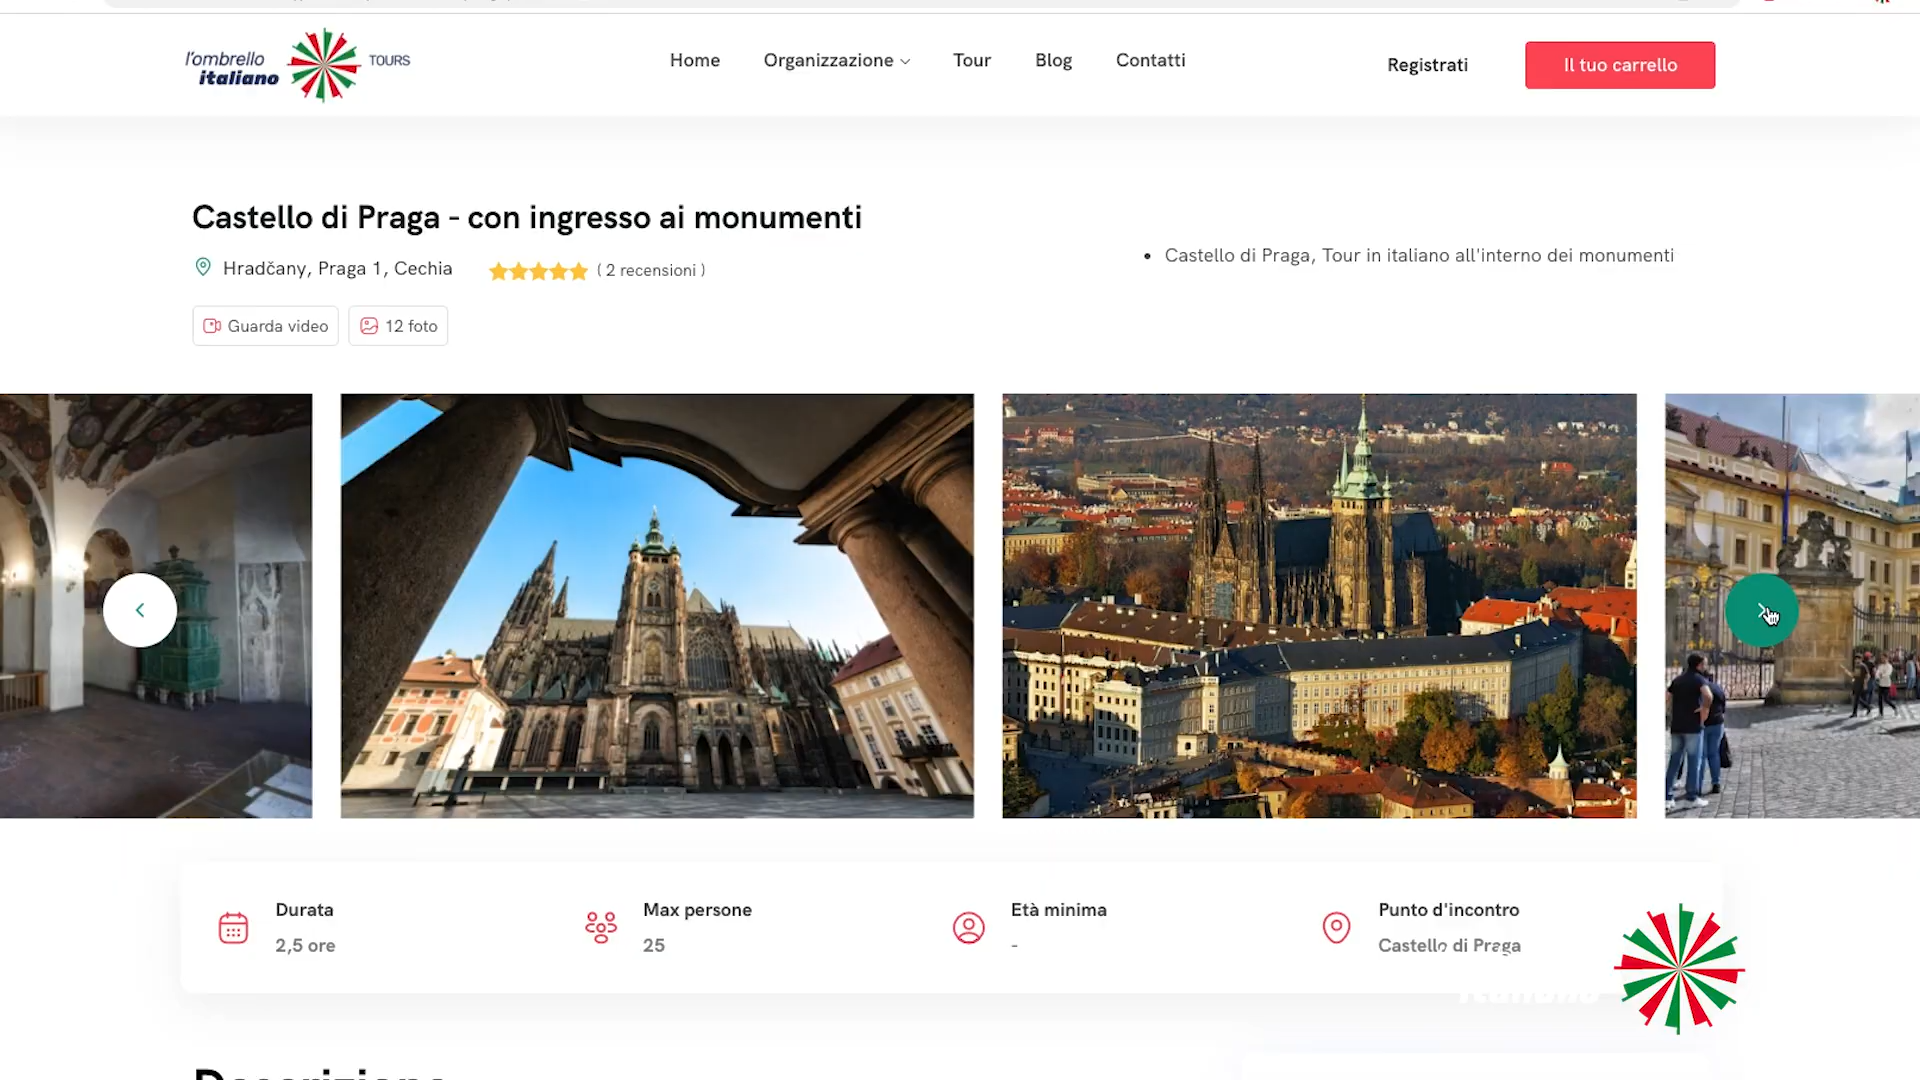 l'ombrello
italiano
TOURS
Home
Organizzazione
Tour
Blog
Contatti
Registrati
Il tuo carrello
Castello di Praga - con ingresso ai monumenti
Hradčany, Praga 1, Cechia
( 2 recensioni )
• Castello di Praga, Tour in italiano all'interno dei monumenti
Guarda video
12 foto
Durata
2,5 ore
Max persone
25
Età minima
-
Punto d'incontro
Castello di Praga
italiano
Descrizione